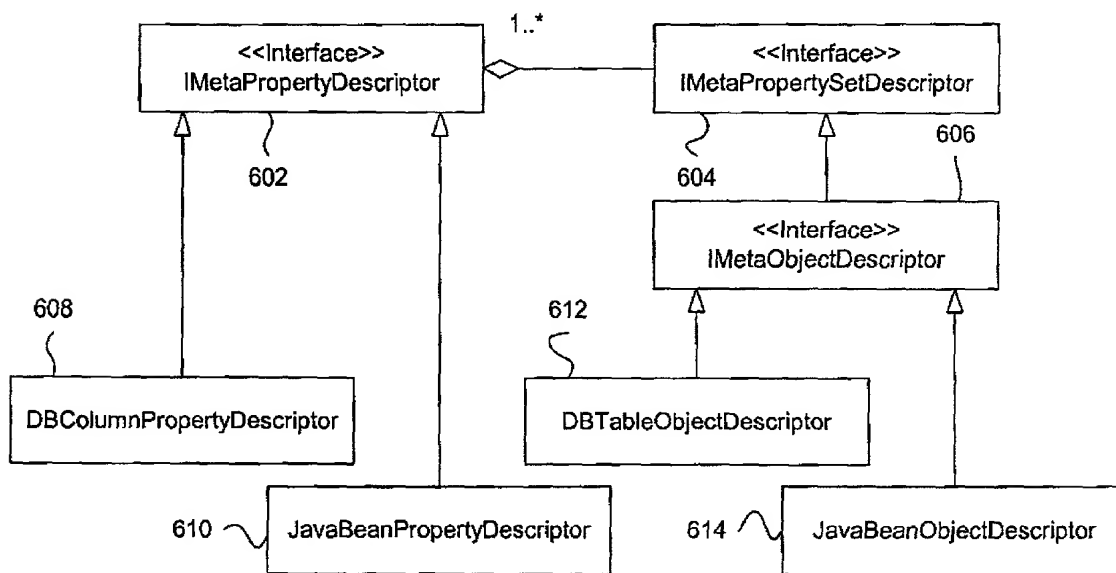 1..*
<<Interface>>
IMetaPropertyDescriptor
<<Interface>>
IMetaPropertySetDescriptor
602
604
606
<<Interface>>
IMetaObjectDescriptor
608
612
DBColumnPropertyDescriptor
DBTableObjectDescriptor
610
JavaBeanPropertyDescriptor
614
JavaBeanObjectDescriptor